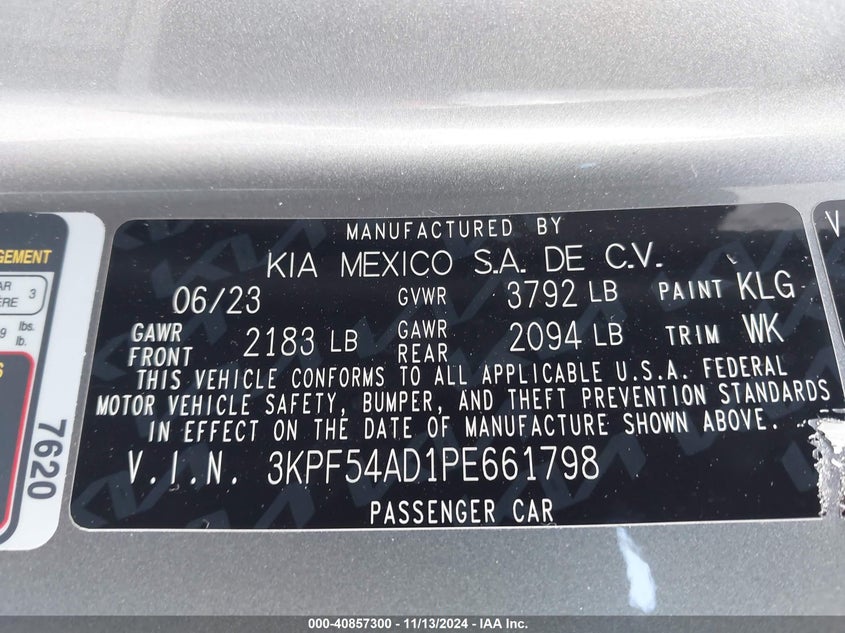 MANUFACTURED BY
KIA MEXICO S.A. DE C.V.
06/23 GVWR 3792 LB PAINT KLG
GAWR FRONT 2183 LB GAWR REAR 2094 LB TRIM WK
THIS VEHICLE CONFORMS TO ALL APPLICABLE U.S.A. FEDERAL
MOTOR VEHICLE SAFETY, BUMPER, AND THEFT PREVENTION STANDARDS
IN EFFECT ON THE DATE OF MANUFACTURE SHOWN ABOVE.
V.I.N. 3KPF54AD1PE661798
PASSENGER CAR
3
lbs.
lb.
7620
000-40857300 - 11/13/2024 - IAA Inc.